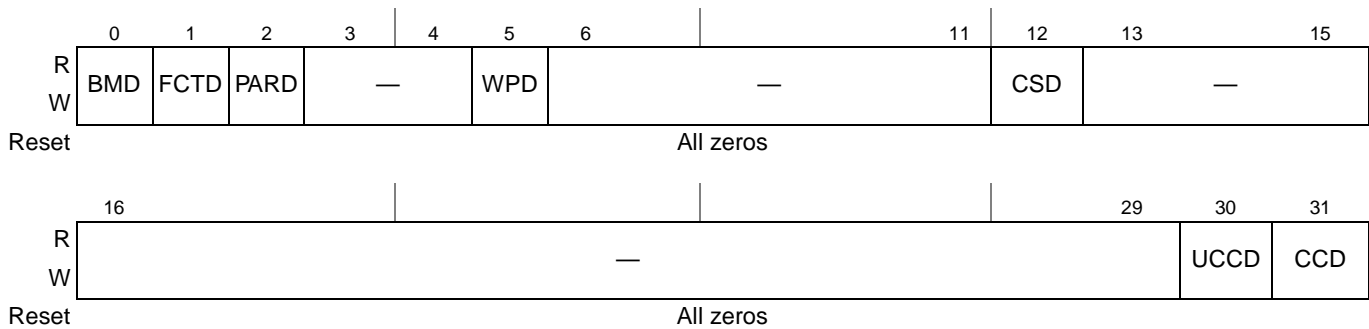 0 1 2 3 4 5 6 11 12 13 15
R
BMD FCTD PARD — WPD — CSD —
W
Reset All zeros
16 29 30 31
R
— UCCD CCD
W
Reset All zeros